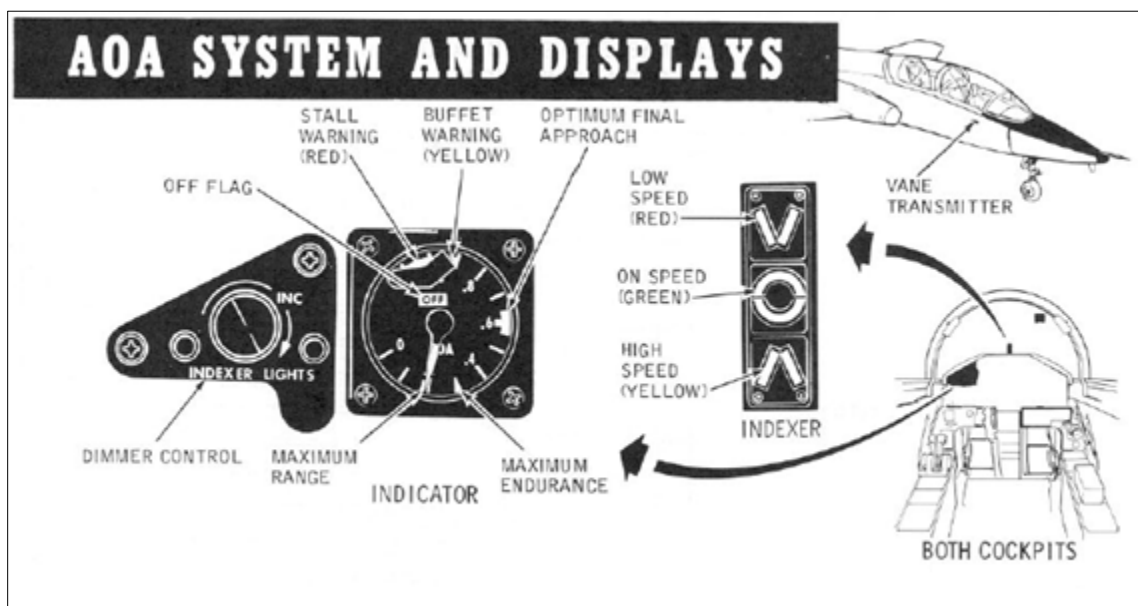 AOA SYSTEM AND DISPLAYS
STALL
WARNING
(RED)
BUFFET
WARNING
(YELLOW)
OPTIMUM FINAL
APPROACH
OFF FLAG
LOW
SPEED
(RED)
VANE
TRANSMITTER
INC
INDEXER LIGHTS
OFF
.8
.6
.4
0
OA
ON SPEED
(GREEN)
HIGH
SPEED
(YELLOW)
INDEXER
DIMMER CONTROL
MAXIMUM
RANGE
INDICATOR
MAXIMUM
ENDURANCE
BOTH COCKPITS